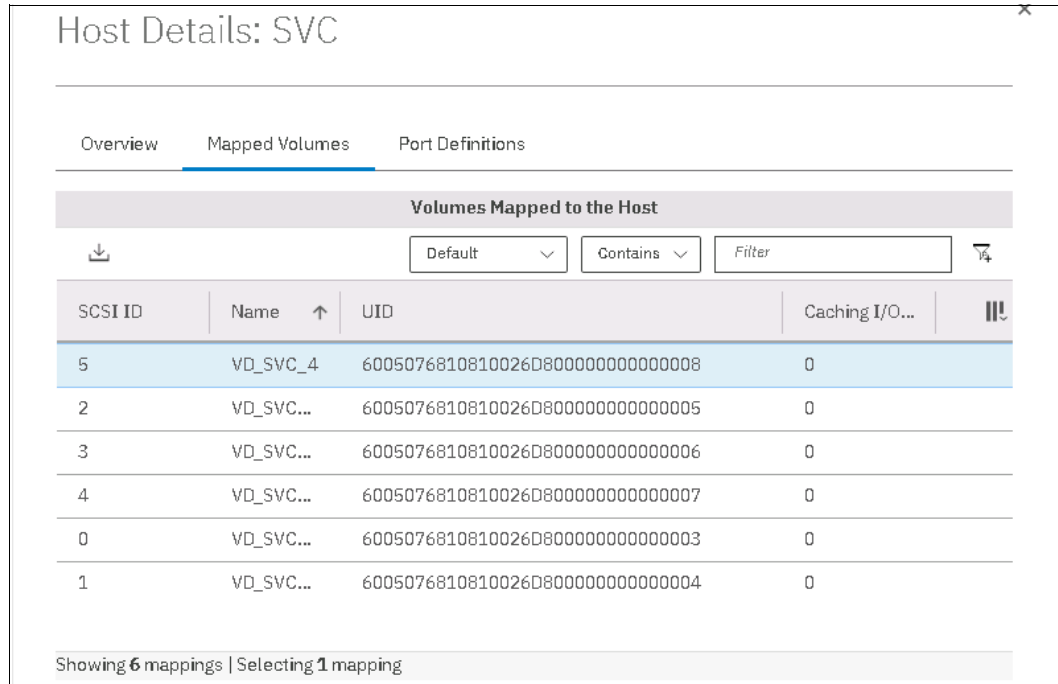 Host Details: SVC
Overview Mapped Volumes Port Definitions
Volumes Mapped to the Host
Default Contains Filter
SCSI ID Name UID Caching I/O...
5 VD_SVC_4 6005076810810026D800000000000008 0
2 VD_SVC... 6005076810810026D800000000000005 0
3 VD_SVC... 6005076810810026D800000000000006 0
4 VD_SVC... 6005076810810026D800000000000007 0
0 VD_SVC... 6005076810810026D800000000000003 0
1 VD_SVC... 6005076810810026D800000000000004 0
Showing 6 mappings | Selecting 1 mapping